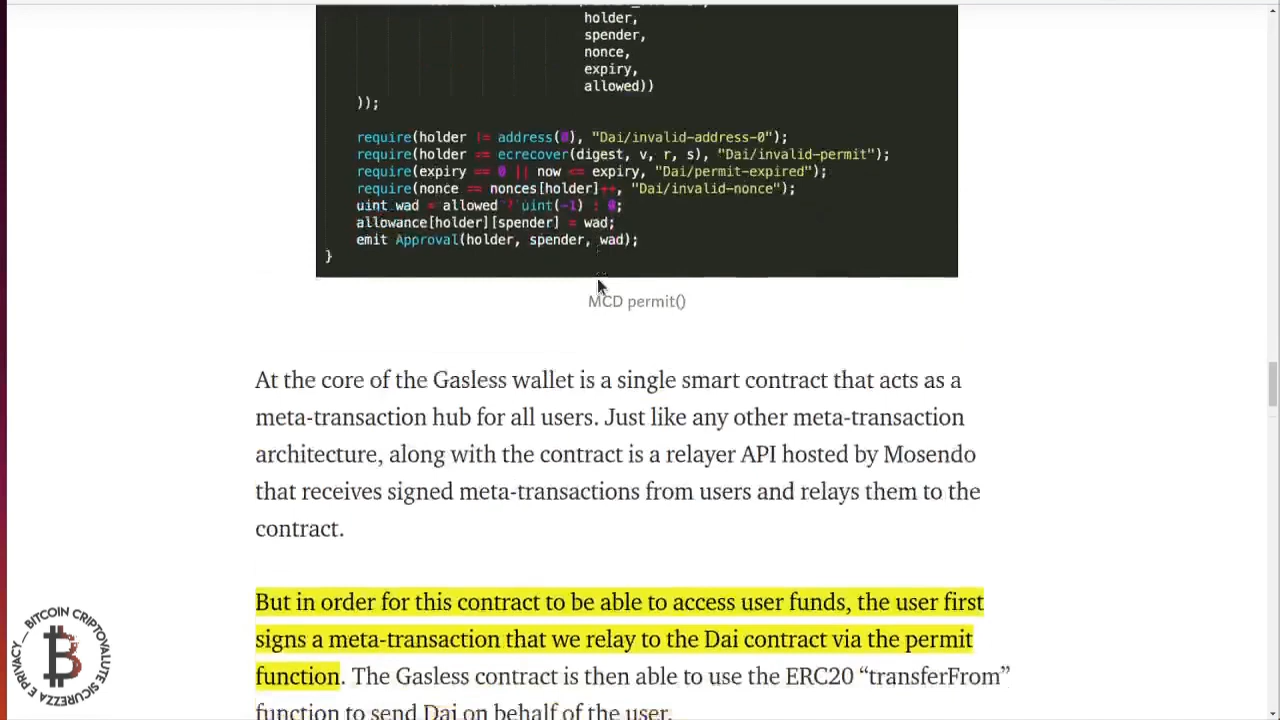 holder,
spender,
nonce,
expiry,
allowed))
));
require(holder != address(0), "Dai/invalid-address-0");
require(holder == ecrecover(digest, v, r, s), "Dai/invalid-permit");
require(expiry == 0 || now <= expiry, "Dai/permit-expired");
require(nonce == nonces[holder]++, "Dai/invalid-nonce");
uint wad = allowed ? uint(-1) : 0;
allowance[holder][spender] = wad;
emit Approval(holder, spender, wad);
}
MCD permit()
At the core of the Gasless wallet is a single smart contract that acts as a
meta-transaction hub for all users. Just like any other meta-transaction
architecture, along with the contract is a relayer API hosted by Mosendo
that receives signed meta-transactions from users and relays them to the
contract.
But in order for this contract to be able to access user funds, the user first
signs a meta-transaction that we relay to the Dai contract via the permit
function. The Gasless contract is then able to use the ERC20 “transferFrom”
function to send Dai on behalf of the user.
BITCOIN CRIPTOVALUTE SICUREZZA E PRIVACY —